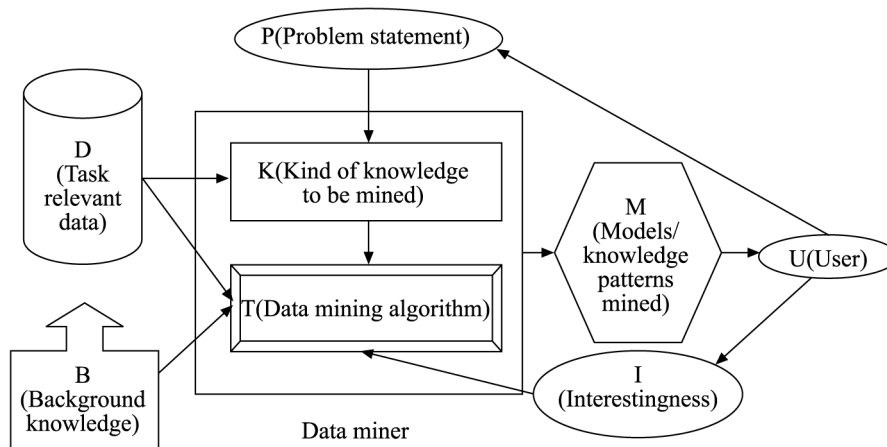 P(Problem statement)
D
(Task
relevant
data)
K(Kind of knowledge
to be mined)
M
(Models/
knowledge
patterns
mined)
U(User)
T(Data mining algorithm)
B
(Background
knowledge)
I
(Interestingness)
Data miner